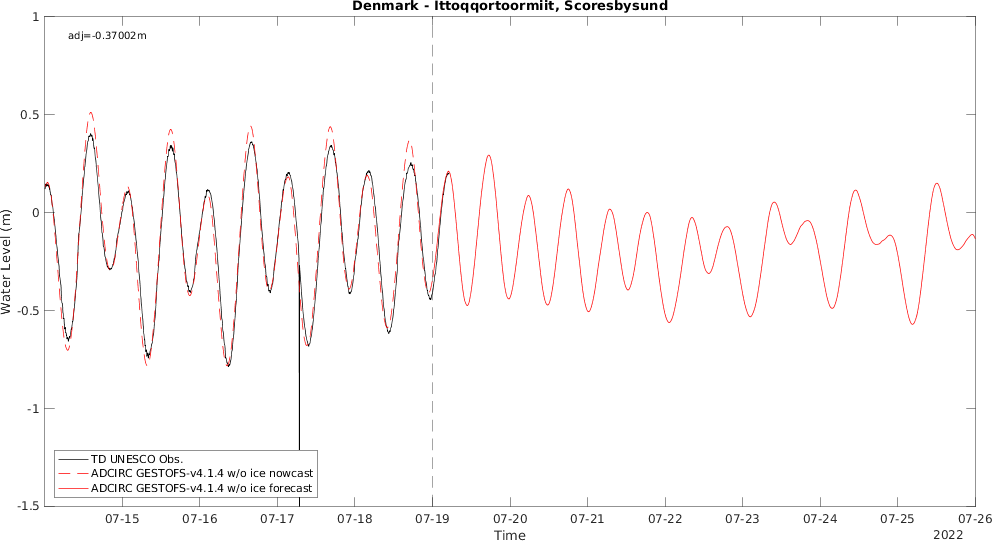 Denmark - Ittoqqortoormiit, Scoresbysund
adj=-0.37002m
1
0.5
0
-0.5
-1
-1.5
Water Level (m)
TD UNESCO Obs.
ADCIRC GESTOFS-v4.1.4 w/o ice nowcast
ADCIRC GESTOFS-v4.1.4 w/o ice forecast
07-15 07-16 07-17 07-18 07-19 07-20 07-21 07-22 07-23 07-24 07-25 07-26
Time
2022